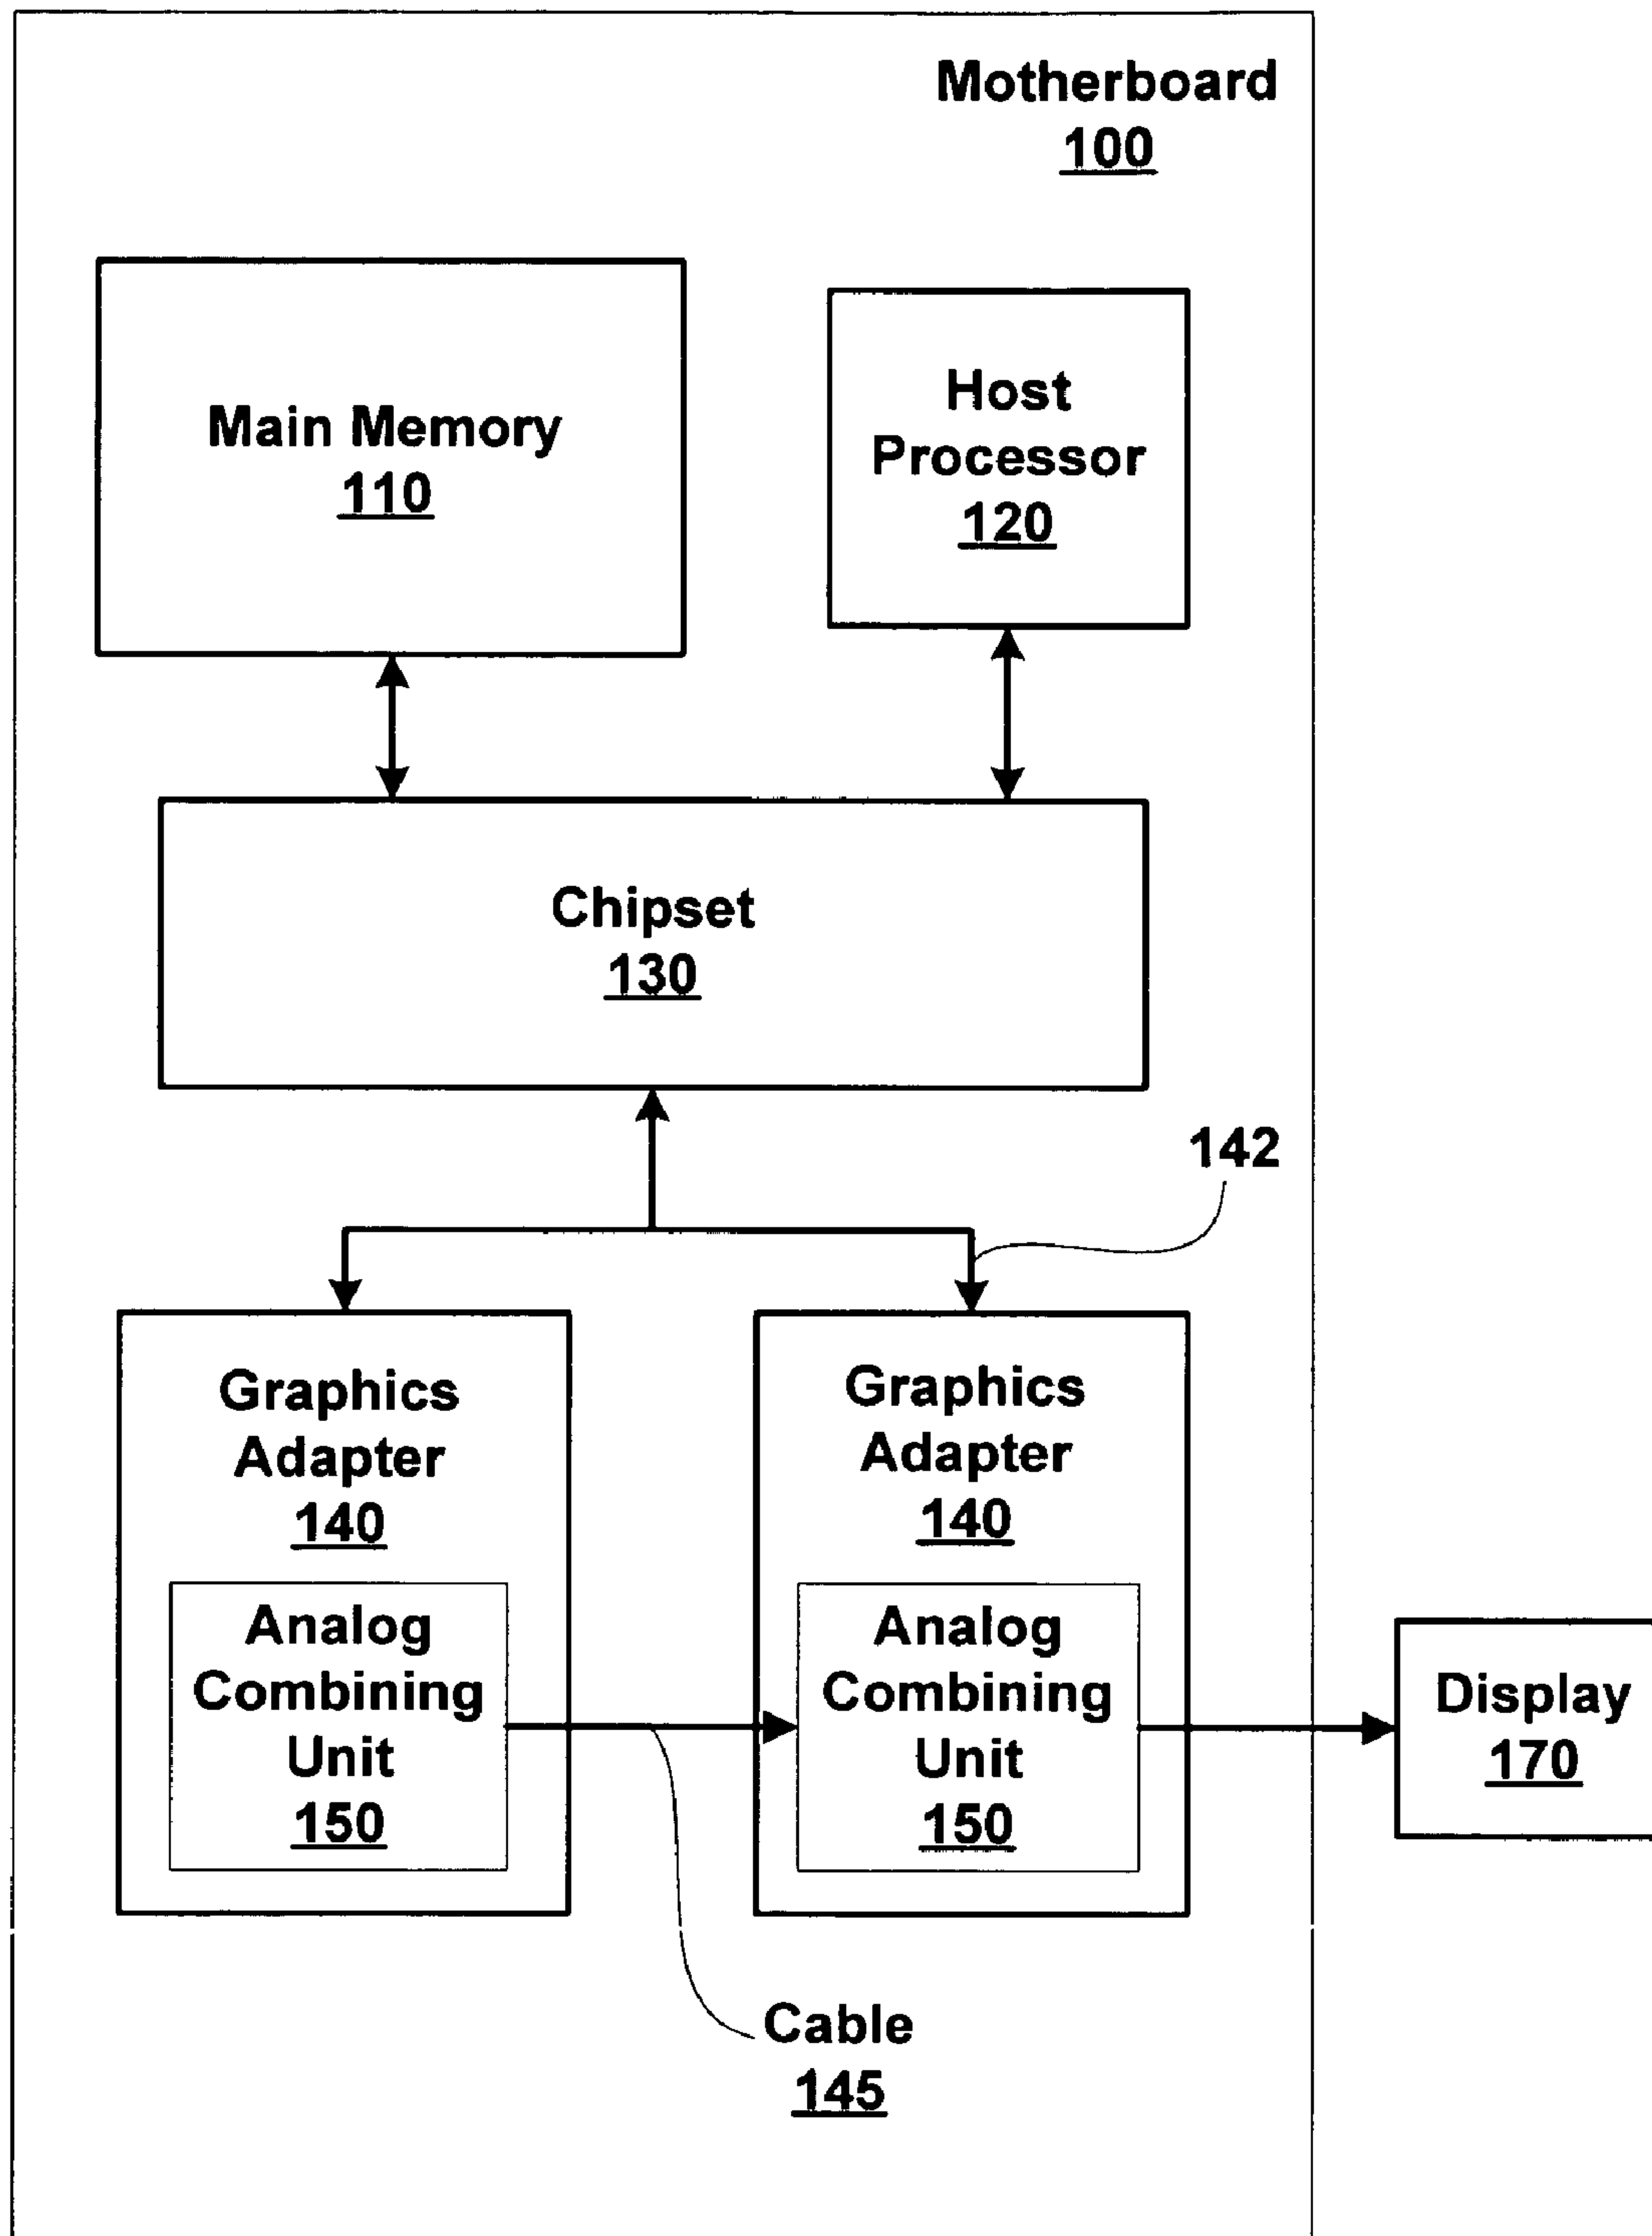 Motherboard
100
Main Memory
110
Host
Processor
120
Chipset
130
142
Graphics
Adapter
140
Analog
Combining
Unit
150
Graphics
Adapter
140
Analog
Combining
Unit
150
Display
170
Cable
145